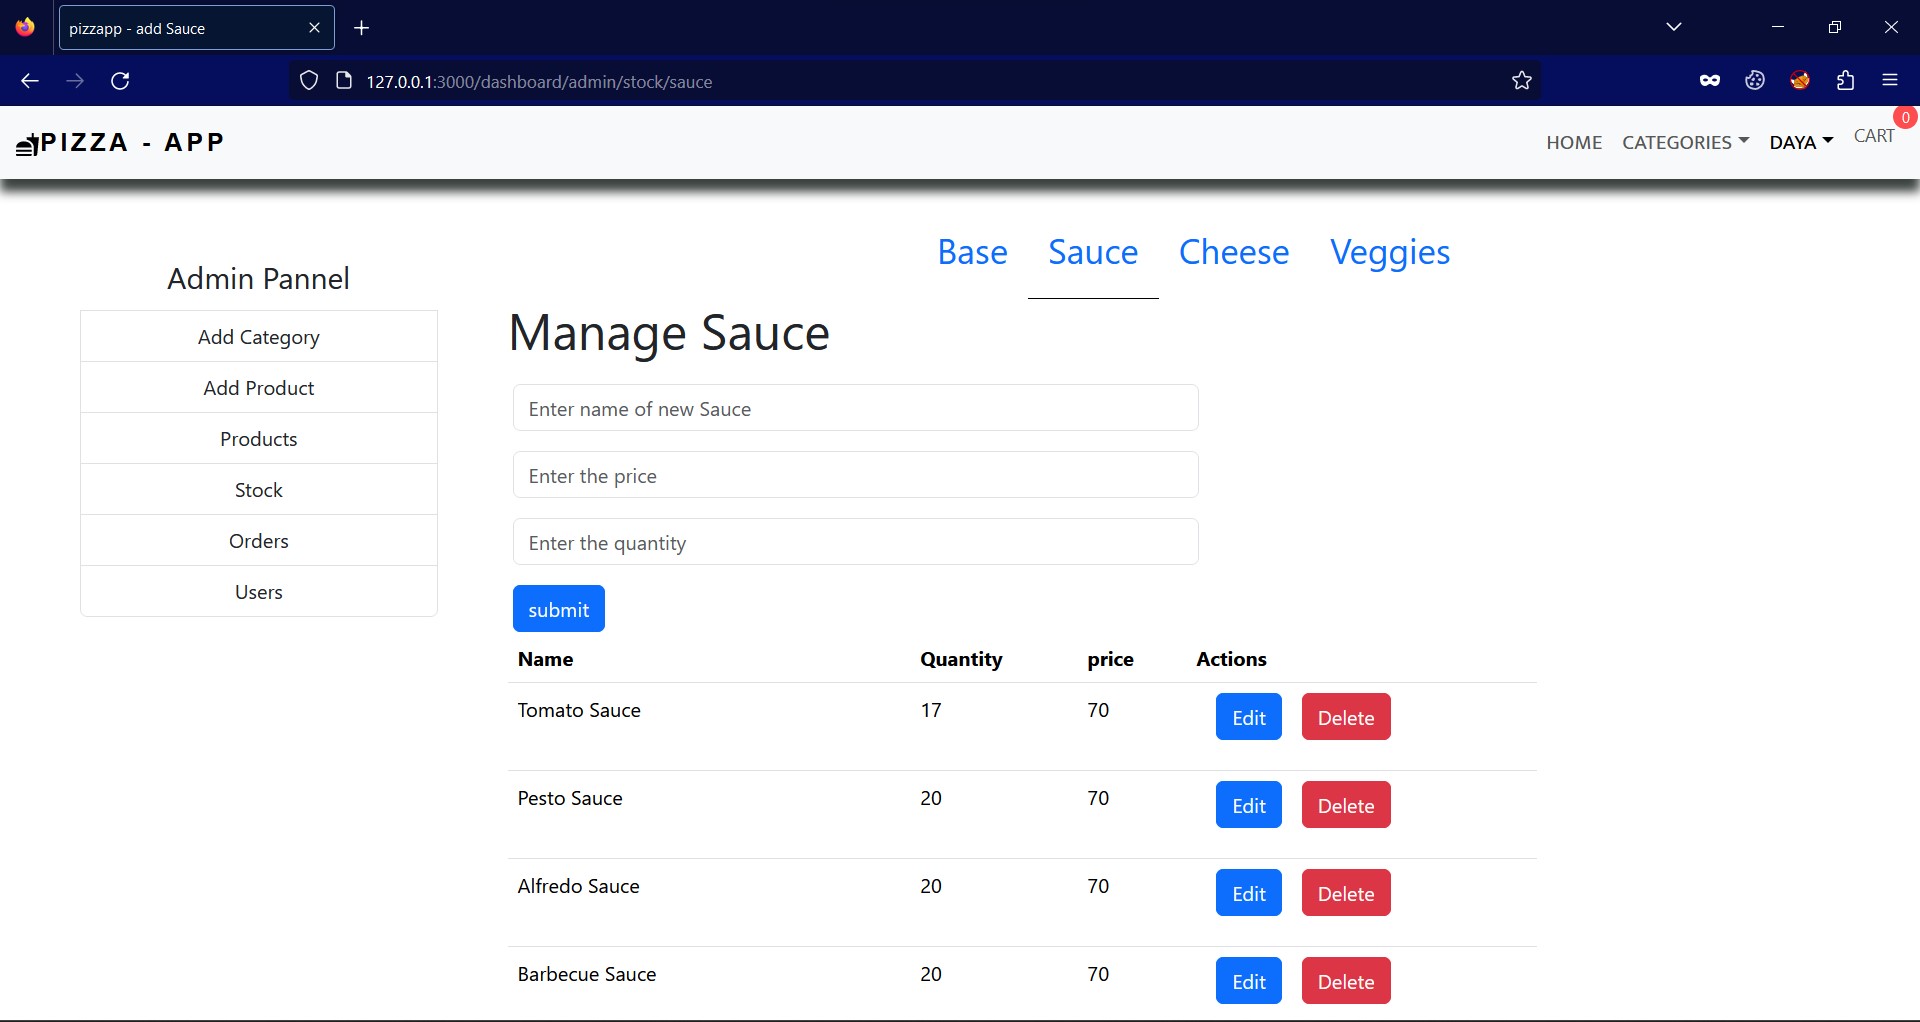 pizzapp - add Sauce
127.0.0.1:3000/dashboard/admin/stock/sauce
PIZZA - APP
HOME CATEGORIES DAYA CART 0
Base Sauce Cheese Veggies
Admin Pannel
Add Category
Add Product
Products
Stock
Orders
Users
Manage Sauce
Enter name of new Sauce
Enter the price
Enter the quantity
submit
Name Quantity price Actions
Tomato Sauce 17 70 Edit Delete
Pesto Sauce 20 70 Edit Delete
Alfredo Sauce 20 70 Edit Delete
Barbecue Sauce 20 70 Edit Delete